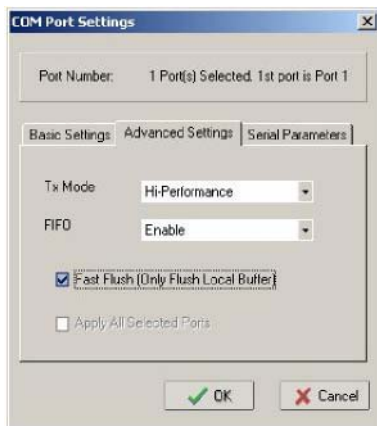 COM Port Settings
Port Number: 1 Port(s) Selected. 1st port is Port 1
Basic Settings Advanced Settings Serial Parameters
Tx Mode Hi-Performance
FIFO Enable
Fast Flush (Only Flush Local Buffer)
Apply All Selected Ports
OK Cancel